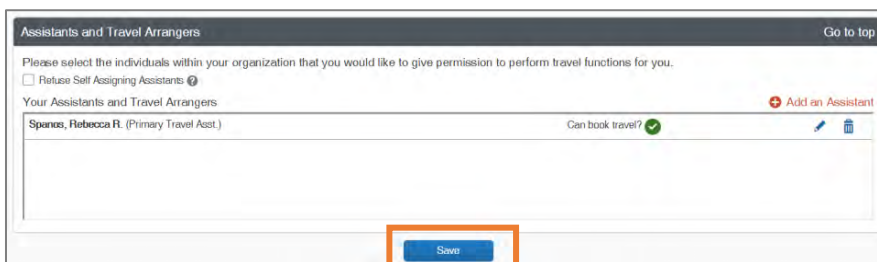 Assistants and Travel Arrangers Go to top
Please select the individuals within your organization that you would like to give permission to perform travel functions for you.
Refuse Self Assigning Assistants ?
Your Assistants and Travel Arrangers Add an Assistant
Spanos, Rebecca R. (Primary Travel Asst.) Can book travel?
Save